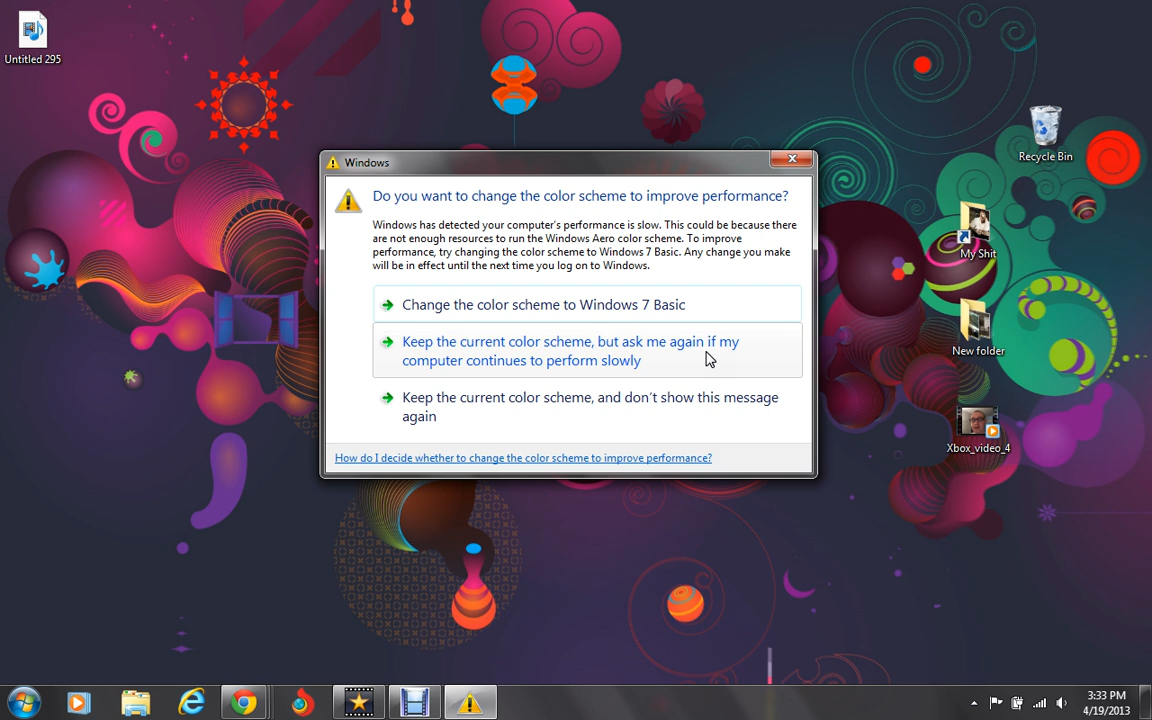 Untitled 295
Recycle Bin
My Shit
New folder
Xbox_video_4
Windows
Do you want to change the color scheme to improve performance?
Windows has detected your computer's performance is slow. This could be because there
are not enough resources to run the Windows Aero color scheme. To improve
performance, try changing the color scheme to Windows 7 Basic. Any change you make
will be in effect until the next time you log on to Windows.
Change the color scheme to Windows 7 Basic
Keep the current color scheme, but ask me again if my
computer continues to perform slowly
Keep the current color scheme, and don't show this message
again
How do I decide whether to change the color scheme to improve performance?
3:33 PM
4/19/2013